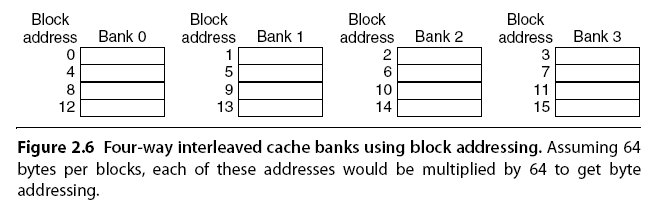 Block Block Block Block
address Bank 0 address Bank 1 address Bank 2 address Bank 3
0 1 2 3
4 5 6 7
8 9 10 11
12 13 14 15
Figure 2.6 Four-way interleaved cache banks using block addressing. Assuming 64
bytes per blocks, each of these addresses would be multiplied by 64 to get byte
addressing.